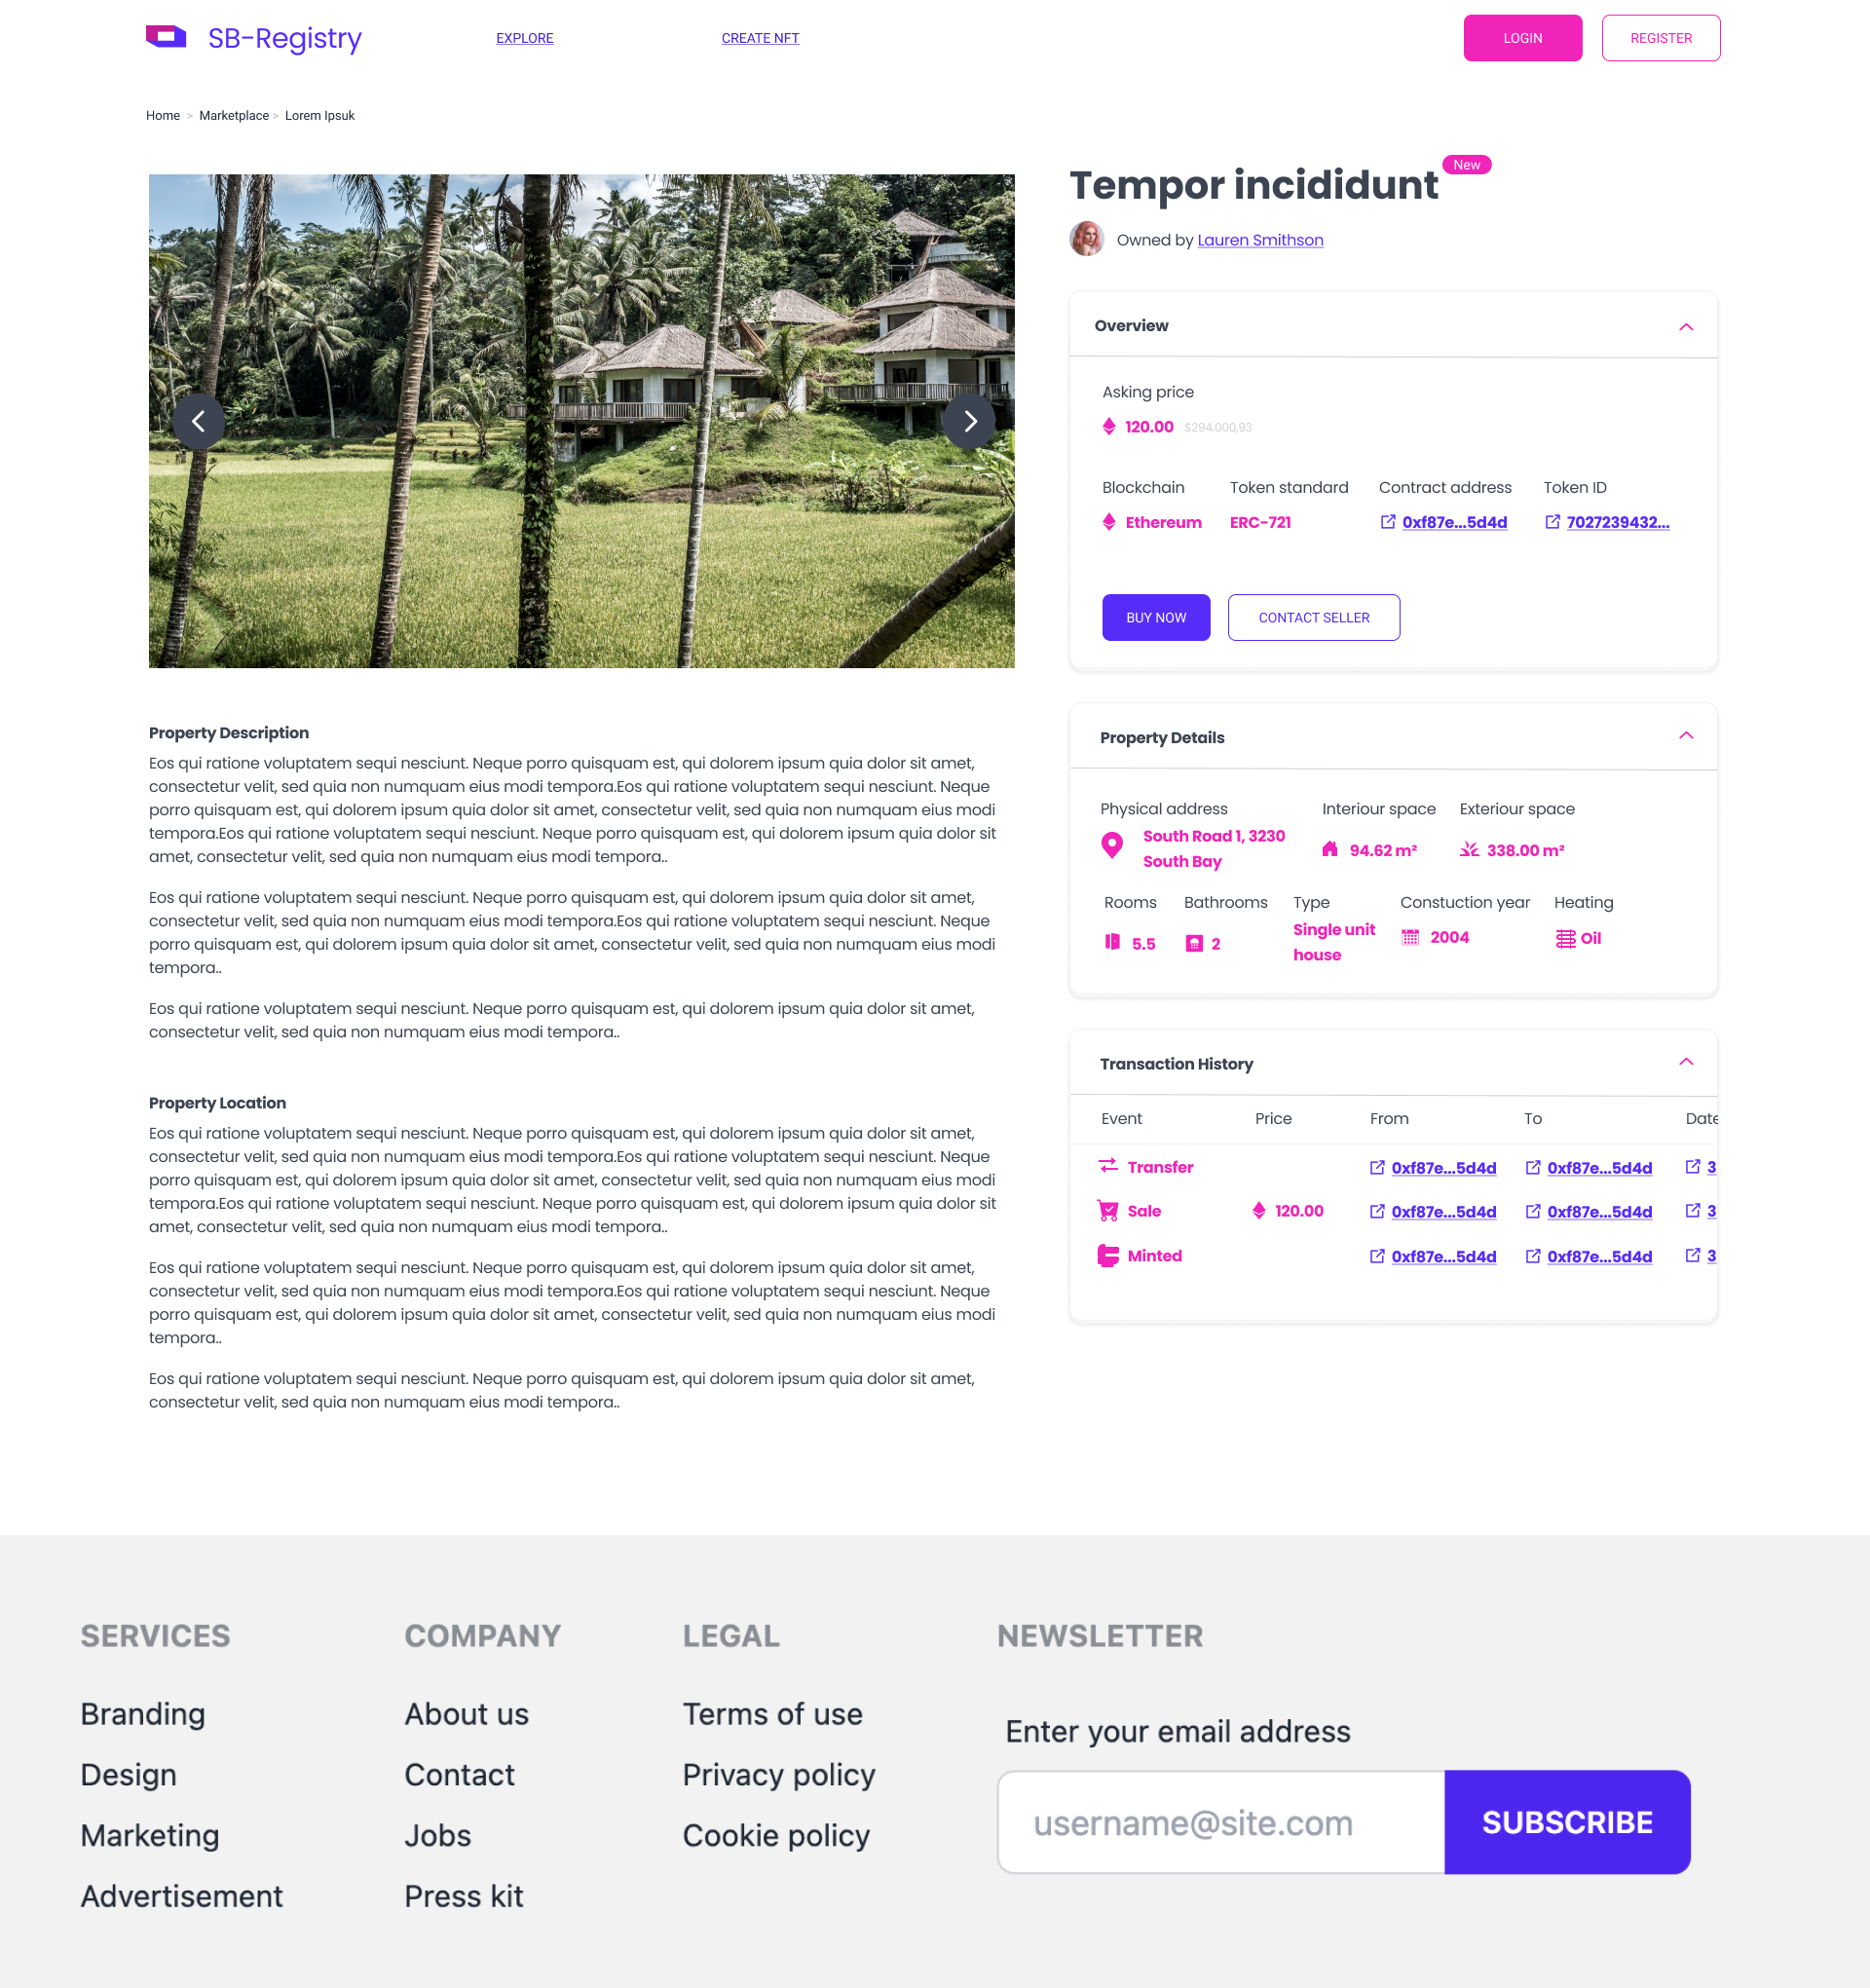 SB-Registry
EXPLORE
CREATE NFT
LOGIN
REGISTER
Home > Marketplace > Lorem Ipsuk
Tempor incididunt
New
Owned by Lauren Smithson
Overview
Asking price
120.00 $294.000,93
Blockchain Token standard Contract address Token ID
Ethereum ERC-721 0xf87e...5d4d 7027239432...
BUY NOW
CONTACT SELLER
Property Description
Eos qui ratione voluptatem sequi nesciunt. Neque porro quisquam est, qui dolorem ipsum quia dolor sit amet,
consectetur velit, sed quia non numquam eius modi tempora.Eos qui ratione voluptatem sequi nesciunt. Neque
porro quisquam est, qui dolorem ipsum quia dolor sit amet, consectetur velit, sed quia non numquam eius modi
tempora.Eos qui ratione voluptatem sequi nesciunt. Neque porro quisquam est, qui dolorem ipsum quia dolor sit
amet, consectetur velit, sed quia non numquam eius modi tempora..
Eos qui ratione voluptatem sequi nesciunt. Neque porro quisquam est, qui dolorem ipsum quia dolor sit amet,
consectetur velit, sed quia non numquam eius modi tempora.Eos qui ratione voluptatem sequi nesciunt. Neque
porro quisquam est, qui dolorem ipsum quia dolor sit amet, consectetur velit, sed quia non numquam eius modi
tempora..
Eos qui ratione voluptatem sequi nesciunt. Neque porro quisquam est, qui dolorem ipsum quia dolor sit amet,
consectetur velit, sed quia non numquam eius modi tempora..
Property Location
Eos qui ratione voluptatem sequi nesciunt. Neque porro quisquam est, qui dolorem ipsum quia dolor sit amet,
consectetur velit, sed quia non numquam eius modi tempora.Eos qui ratione voluptatem sequi nesciunt. Neque
porro quisquam est, qui dolorem ipsum quia dolor sit amet, consectetur velit, sed quia non numquam eius modi
tempora.Eos qui ratione voluptatem sequi nesciunt. Neque porro quisquam est, qui dolorem ipsum quia dolor sit
amet, consectetur velit, sed quia non numquam eius modi tempora..
Eos qui ratione voluptatem sequi nesciunt. Neque porro quisquam est, qui dolorem ipsum quia dolor sit amet,
consectetur velit, sed quia non numquam eius modi tempora.Eos qui ratione voluptatem sequi nesciunt. Neque
porro quisquam est, qui dolorem ipsum quia dolor sit amet, consectetur velit, sed quia non numquam eius modi
tempora..
Eos qui ratione voluptatem sequi nesciunt. Neque porro quisquam est, qui dolorem ipsum quia dolor sit amet,
consectetur velit, sed quia non numquam eius modi tempora..
Property Details
Physical address Interiour space Exteriour space
South Road 1, 3230
South Bay
94.62 m²
338.00 m²
Rooms Bathrooms Type Constuction year Heating
5.5
2
Single unit
house
2004
Oil
Transaction History
Event Price From To Date
Transfer 0xf87e...5d4d 0xf87e...5d4d 3
Sale 120.00 0xf87e...5d4d 0xf87e...5d4d 3
Minted 0xf87e...5d4d 0xf87e...5d4d 3
SERVICES
Branding
Design
Marketing
Advertisement
COMPANY
About us
Contact
Jobs
Press kit
LEGAL
Terms of use
Privacy policy
Cookie policy
NEWSLETTER
Enter your email address
username@site.com
SUBSCRIBE